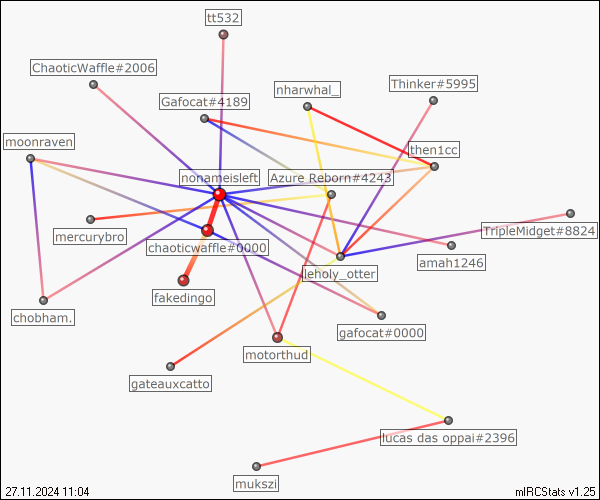 tt532
ChaoticWaffle#2006
Thinker#5995
nharwhal_
Gafocat#4189
moonraven
then1cc
nonameisleft
Azure Reborn#4243
TripleMidget#8824
mercurybro
chaoticwaffle#0000
amah1246
leholy_otter
fakedingo
chobham.
gafocat#0000
motorthud
gateauxcatto
lucas das oppai#2396
mukszi
27.11.2024 11:04
mIRCStats v1.25